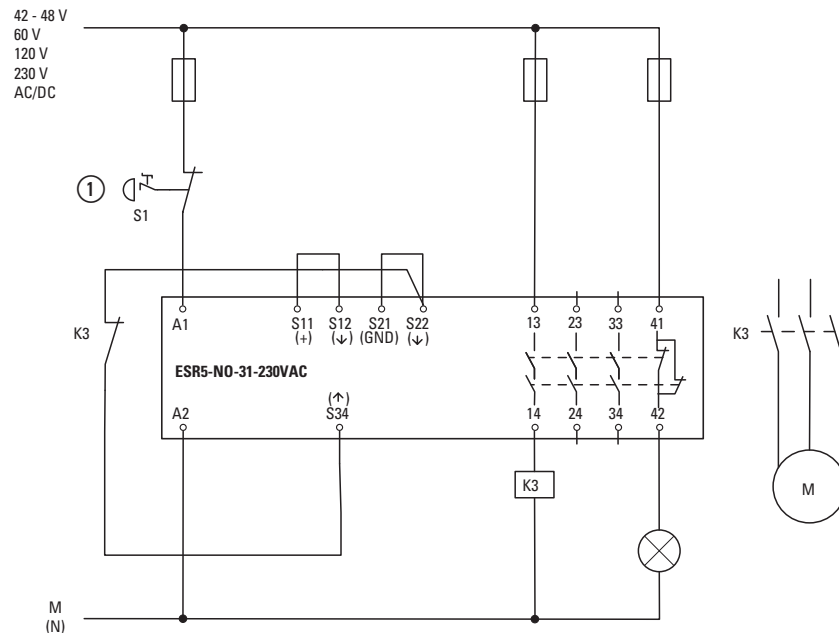 42 - 48 V
60 V
120 V
230 V
AC/DC
1
S1
K3
A1
S11
(+)
S12
(↓)
S21
(GND)
S22
(↓)
13
23
33
41
K3
ESR5-NO-31-230VAC
A2
(↑)
S34
14
24
34
42
K3
M
M
(N)